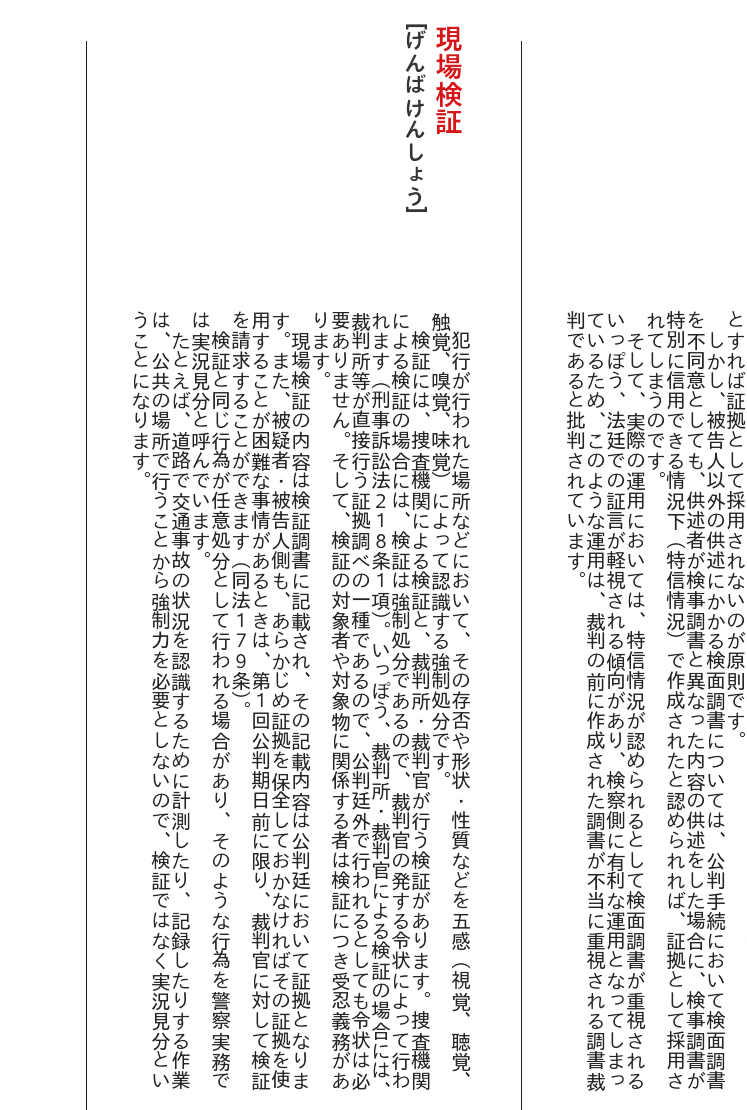 とすれば証拠として採用されないのが原則です。
しかし、被告人以外の供述にかかる検面調書については、公判手続において検面調書
を不同意としても、供述者が検事調書と異なった内容の供述をした場合に、検事調書が
特別に信用できる情況下（特信情況）で作成されたと認められれば、証拠として採用さ
れてしまうのです。
そして、実際の運用においては、特信情況が認められるとして検面調書が重視される
いっぽう、法廷での証言が軽視される傾向があり、検察側に有利な運用となってしまっ
ているため、このような運用は、裁判の前に作成された調書が不当に重視される調書裁
判であると批判されています。
現場検証
［げんばけんしょう］
犯行が行われた場所などにおいて、その存否や形状・性質などを五感（視覚、聴覚、
触覚、嗅覚、味覚）によって認識する強制処分です。
検証には、捜査機関による検証と、裁判所・裁判官が行う検証があります。捜査機関
による検証の場合には、検証は強制処分であるので、裁判官の発する令状によって行わ
れます（刑事訴訟法218条1項）。いっぽう、裁判所・裁判官による検証の場合には、
裁判所等が直接行う証拠調べの一種であるので、公判廷外で行われるとしても令状は必
要ありません。そして、検証の対象者や対象物に関係する者は検証につき受忍義務があ
ります。
現場検証の内容は検証調書に記載され、その記載内容は公判廷において証拠となりま
す。また、被疑者・被告人側も、あらかじめ証拠を保全しておかなければその証拠を使
用することが困難な事情があるときは、第1回公判期日前に限り、裁判官に対して検証
を請求することができます（同法179条）。
検証と同じ行為が任意処分として行われる場合があり、そのような行為を警察実務で
は実況見分と呼んでいます。
たとえば、道路で交通事故の状況を認識するために計測したり、記録したりする作業
は、公共の場所で行うことから強制力を必要としないので、検証ではなく実況見分とい
うことになります。